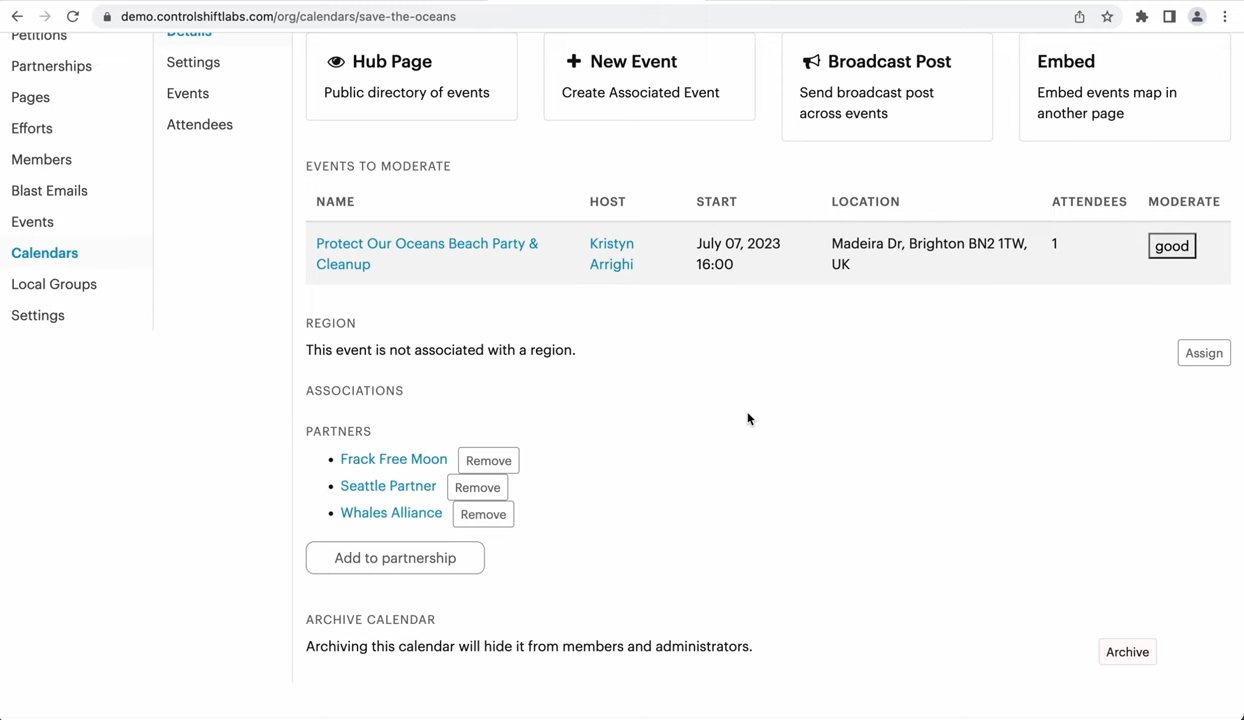 demo.controlshiftlabs.com/org/calendars/save-the-oceans
Petitions
Partnerships
Pages
Efforts
Members
Blast Emails
Events
Calendars
Local Groups
Settings
Details
Settings
Events
Attendees
Hub Page
Public directory of events
New Event
Create Associated Event
Broadcast Post
Send broadcast post
across events
Embed
Embed events map in
another page
EVENTS TO MODERATE
NAME HOST START LOCATION ATTENDEES MODERATE
Protect Our Oceans Beach Party & Kristyn July 07, 2023 Madeira Dr, Brighton BN2 1TW, 1 good
Cleanup Arrighi 16:00 UK
REGION
This event is not associated with a region. Assign
ASSOCIATIONS
PARTNERS
• Frack Free Moon Remove
• Seattle Partner Remove
• Whales Alliance Remove
Add to partnership
ARCHIVE CALENDAR
Archiving this calendar will hide it from members and administrators. Archive